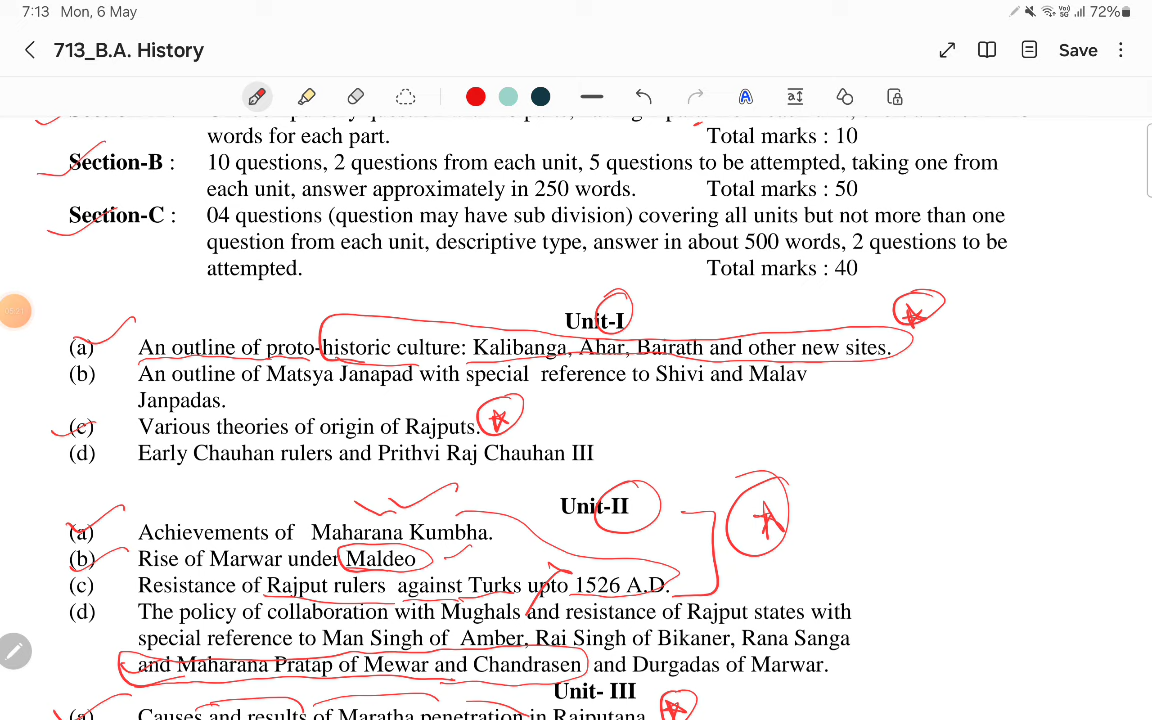 7:13 Mon, 6 May 72%
713_B.A. History Save
words for each part. Total marks : 10
Section-B : 10 questions, 2 questions from each unit, 5 questions to be attempted, taking one from
each unit, answer approximately in 250 words. Total marks : 50
Section-C : 04 questions (question may have sub division) covering all units but not more than one
question from each unit, descriptive type, answer in about 500 words, 2 questions to be
attempted. Total marks : 40
Unit-I
(a) An outline of proto-historic culture: Kalibanga, Ahar, Bairath and other new sites.
(b) An outline of Matsya Janapad with special reference to Shivi and Malav
Janpadas.
(c) Various theories of origin of Rajputs.
(d) Early Chauhan rulers and Prithvi Raj Chauhan III
Unit-II
(a) Achievements of Maharana Kumbha.
(b) Rise of Marwar under Maldeo
(c) Resistance of Rajput rulers against Turks upto 1526 A.D.
(d) The policy of collaboration with Mughals and resistance of Rajput states with
special reference to Man Singh of Amber, Rai Singh of Bikaner, Rana Sanga
and Maharana Pratap of Mewar and Chandrasen and Durgadas of Marwar.
Unit- III
(a) Causes and results of Maratha penetration in Rajputana